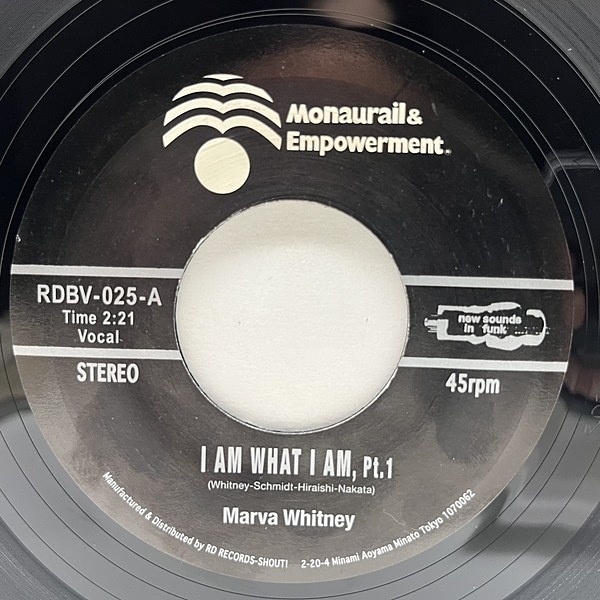 Monaurail &
Empowerment.
RDBV-025-A
Time 2:21
Vocal
STEREO
new sounds
in funk
45rpm
I AM WHAT I AM, Pt.1
(Whitney-Schmidt-Hiraishi-Nakata)
Marva Whitney
Manufactured & Distributed by RD RECORDS-SHOUT! 2-20-4 Minami Aoyama Minato Tokyo 1070062